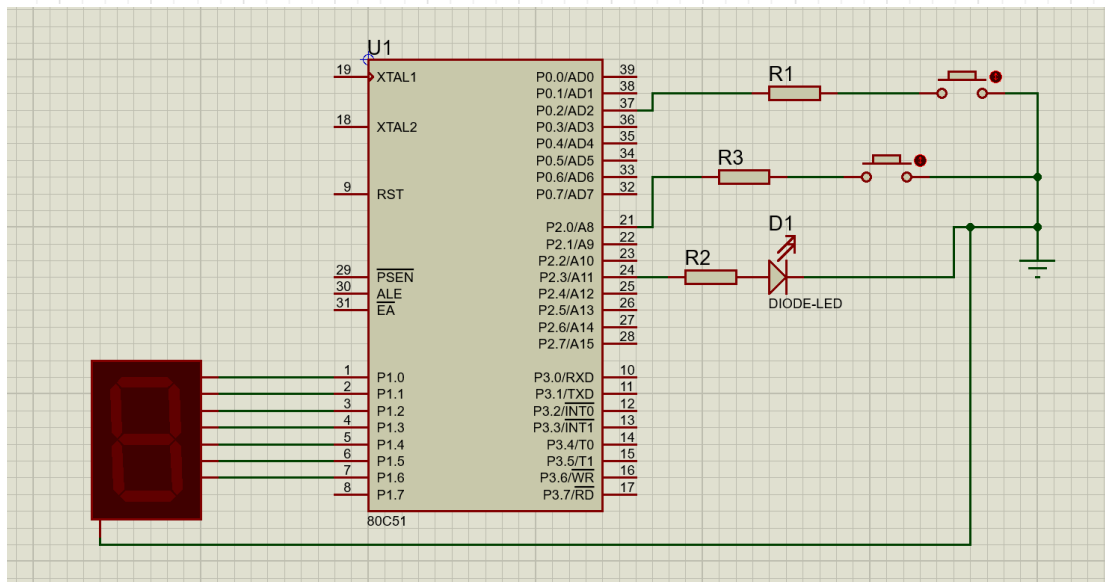 U1
19 XTAL1
18 XTAL2
9 RST
29 PSEN
30 ALE
31 EA
1 P1.0
2 P1.1
3 P1.2
4 P1.3
5 P1.4
6 P1.5
7 P1.6
8 P1.7
P0.0/AD0 39
P0.1/AD1 38
P0.2/AD2 37
P0.3/AD3 36
P0.4/AD4 35
P0.5/AD5 34
P0.6/AD6 33
P0.7/AD7 32
P2.0/A8 21
P2.1/A9 22
P2.2/A10 23
P2.3/A11 24
P2.4/A12 25
P2.5/A13 26
P2.6/A14 27
P2.7/A15 28
P3.0/RXD 10
P3.1/TXD 11
P3.2/INT0 12
P3.3/INT1 13
P3.4/T0 14
P3.5/T1 15
P3.6/WR 16
P3.7/RD 17
80C51
R1
R3
D1
R2
DIODE-LED